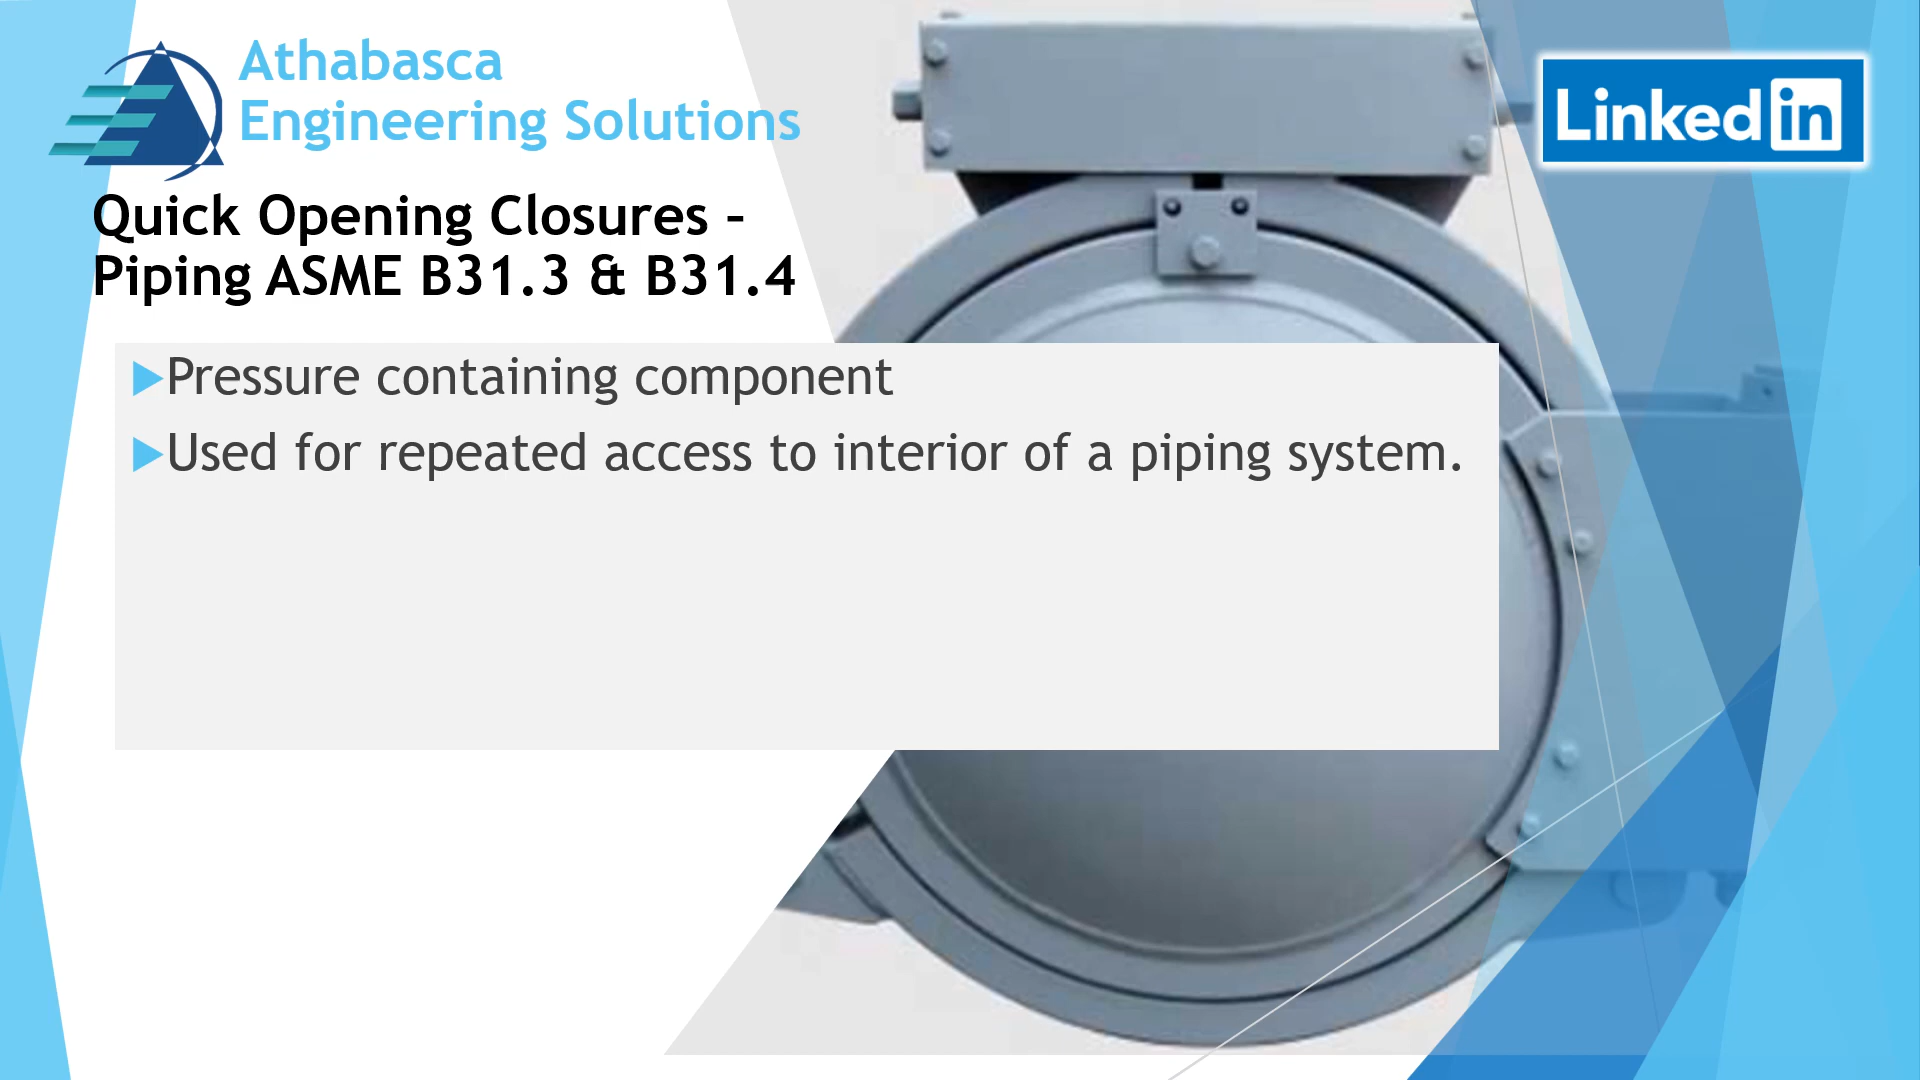 Athabasca
Engineering Solutions
LinkedIn
Quick Opening Closures –
Piping ASME B31.3 & B31.4
Pressure containing component
Used for repeated access to interior of a piping system.